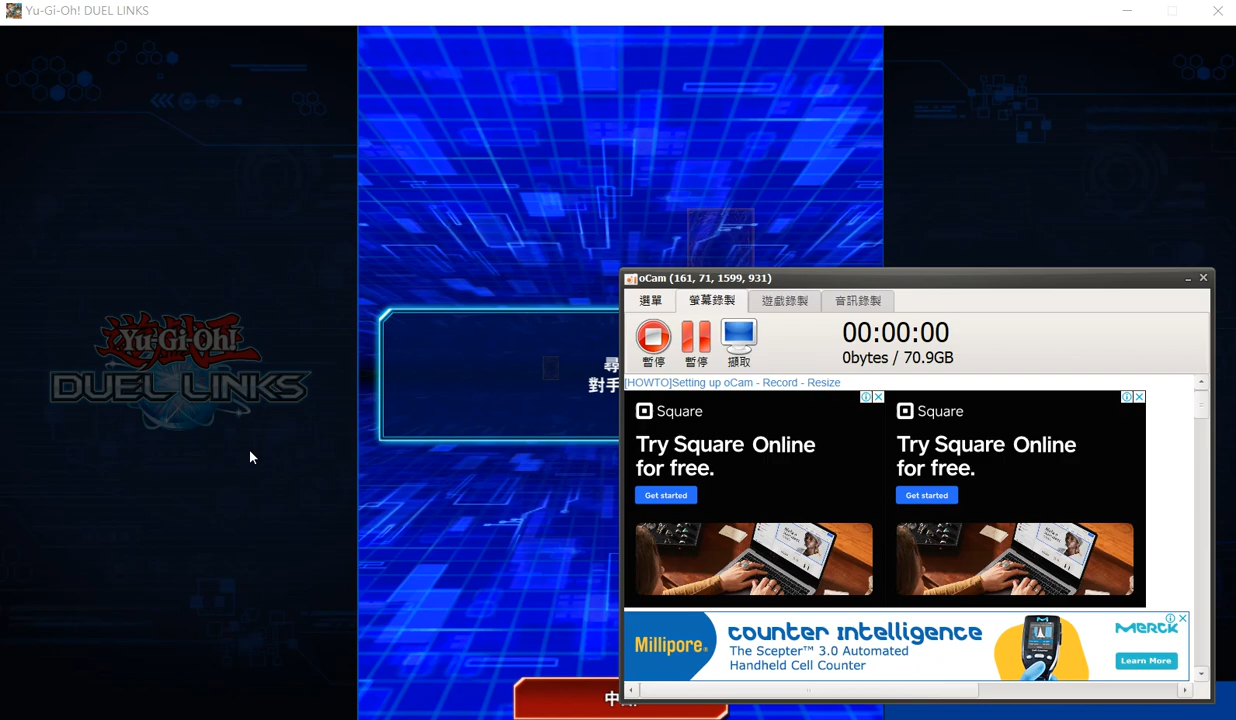 Yu-Gi-Oh! DUEL LINKS
Yu-Gi-Oh!
DUEL LINKS
尋
對手
oCam (161, 71, 1599, 931)
選單
螢幕錄製
遊戲錄製
音訊錄製
暫停
暫停
擷取
00:00:00
0bytes / 70.9GB
[HOWTO]Setting up oCam - Record - Resize
Square
Try Square Online
for free.
Get started
Square
Try Square Online
for free.
Get started
Millipore®
counter intelligence
The Scepter™ 3.0 Automated
Handheld Cell Counter
Merck
Learn More
中